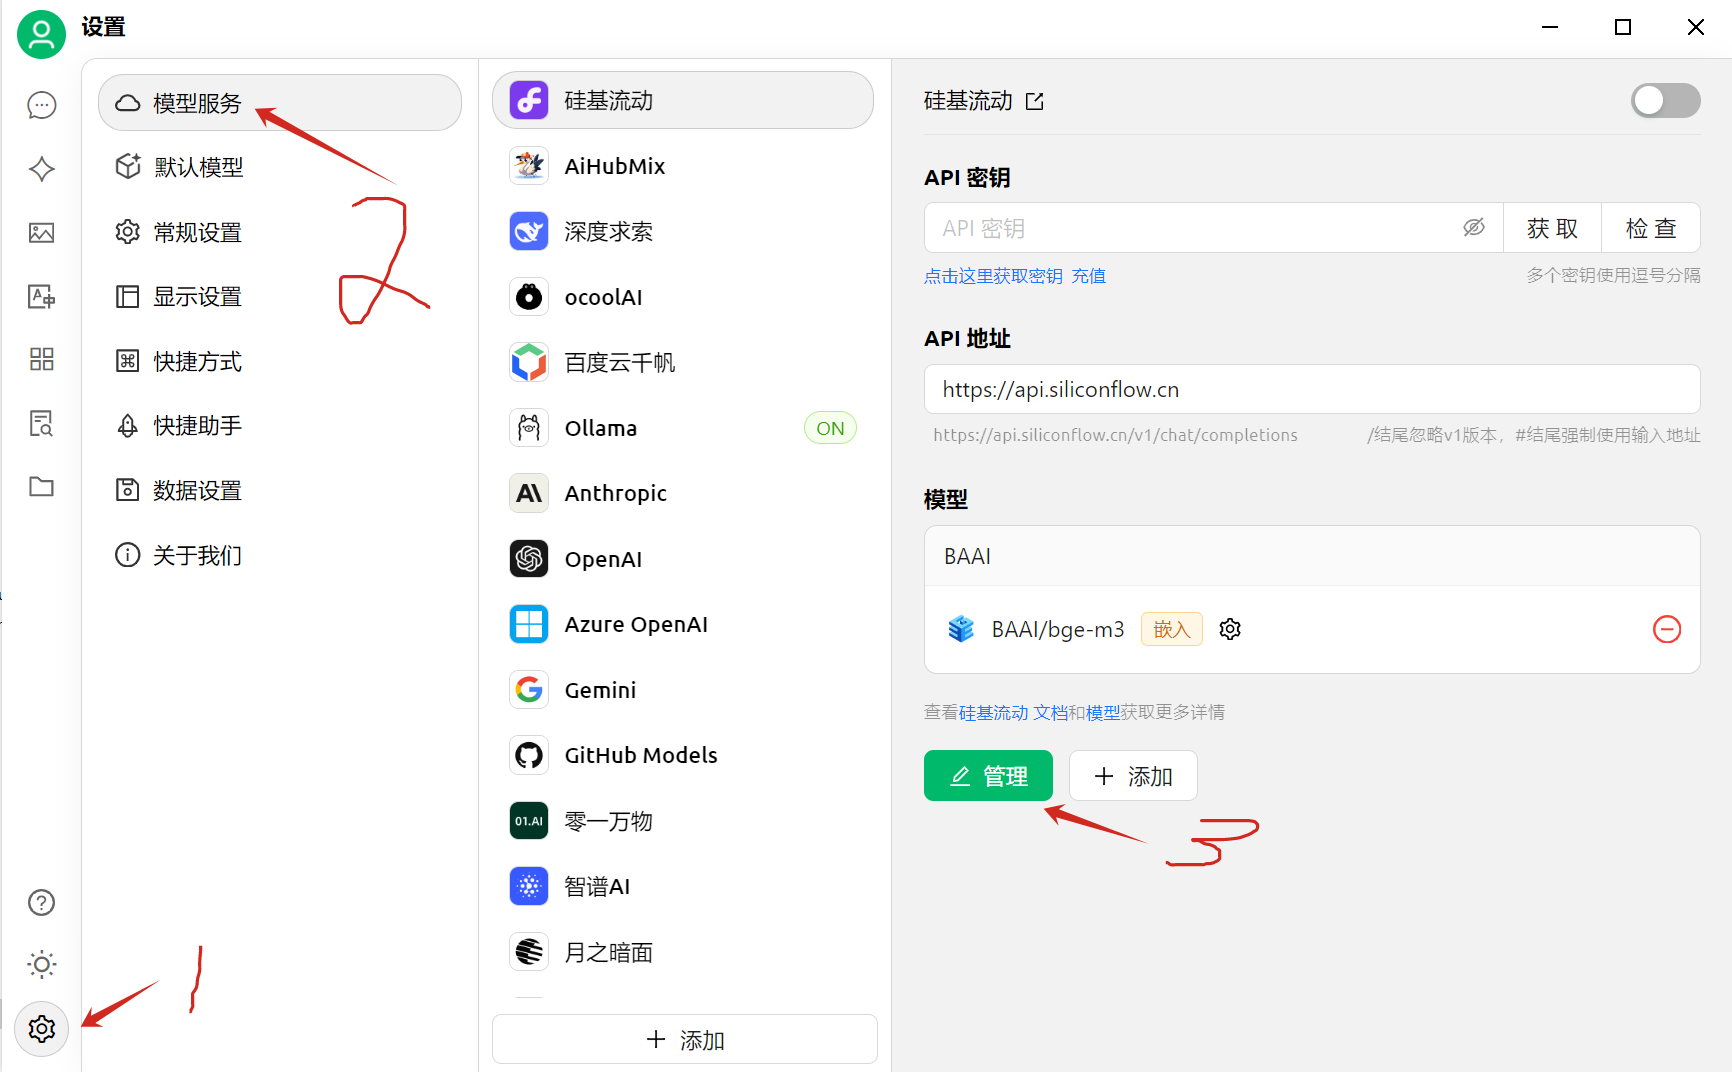 设置
模型服务
默认模型
常规设置
显示设置
快捷方式
快捷助手
数据设置
关于我们
1
2
硅基流动
AiHubMix
深度求索
ocoolAI
百度云千帆
Ollama ON
Anthropic
OpenAI
Azure OpenAI
Gemini
GitHub Models
01.AI 零一万物
智谱AI
月之暗面
添加
硅基流动
API 密钥
API 密钥 获 取 检 查
点击这里获取密钥 充值 多个密钥使用逗号分隔
API 地址
https://api.siliconflow.cn
https://api.siliconflow.cn/v1/chat/completions /结尾忽略v1版本，#结尾强制使用输入地址
模型
BAAI
BAAI/bge-m3 嵌入
查看硅基流动 文档和模型获取更多详情
管理 添加
3